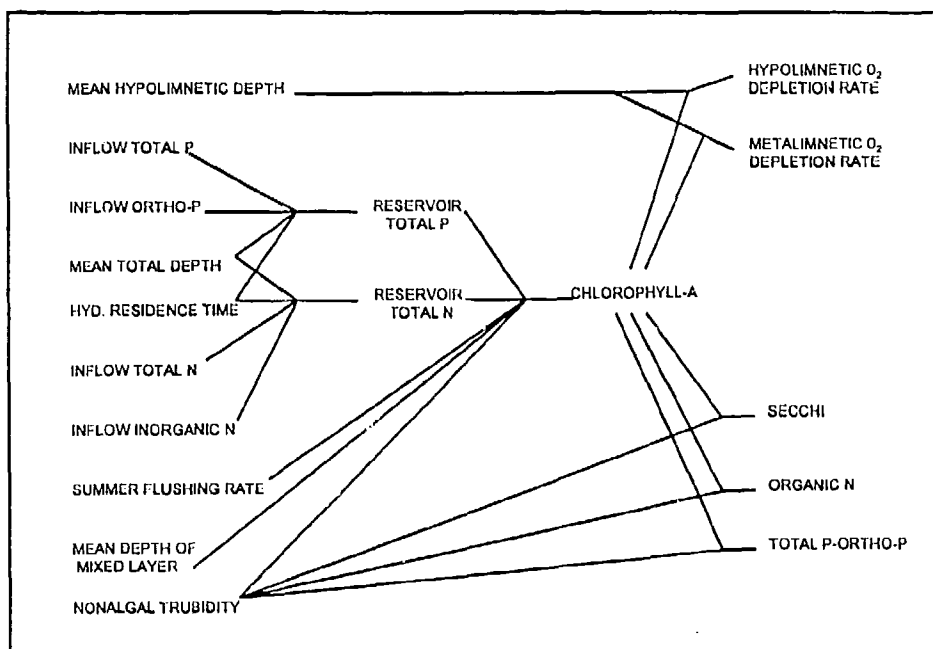 MEAN HYPOLIMNETIC DEPTH
INFLOW TOTAL P
INFLOW ORTHO-P
MEAN TOTAL DEPTH
HYD. RESIDENCE TIME
INFLOW TOTAL N
INFLOW INORGANIC N
SUMMER FLUSHING RATE
MEAN DEPTH OF
MIXED LAYER
NONALGAL TRUBIDITY
RESERVOIR
TOTAL P
RESERVOIR
TOTAL N
CHLOROPHYLL-A
HYPOLIMNETIC O₂
DEPLETION RATE
METALIMNETIC O₂
DEPLETION RATE
SECCHI
ORGANIC N
TOTAL P-ORTHO-P